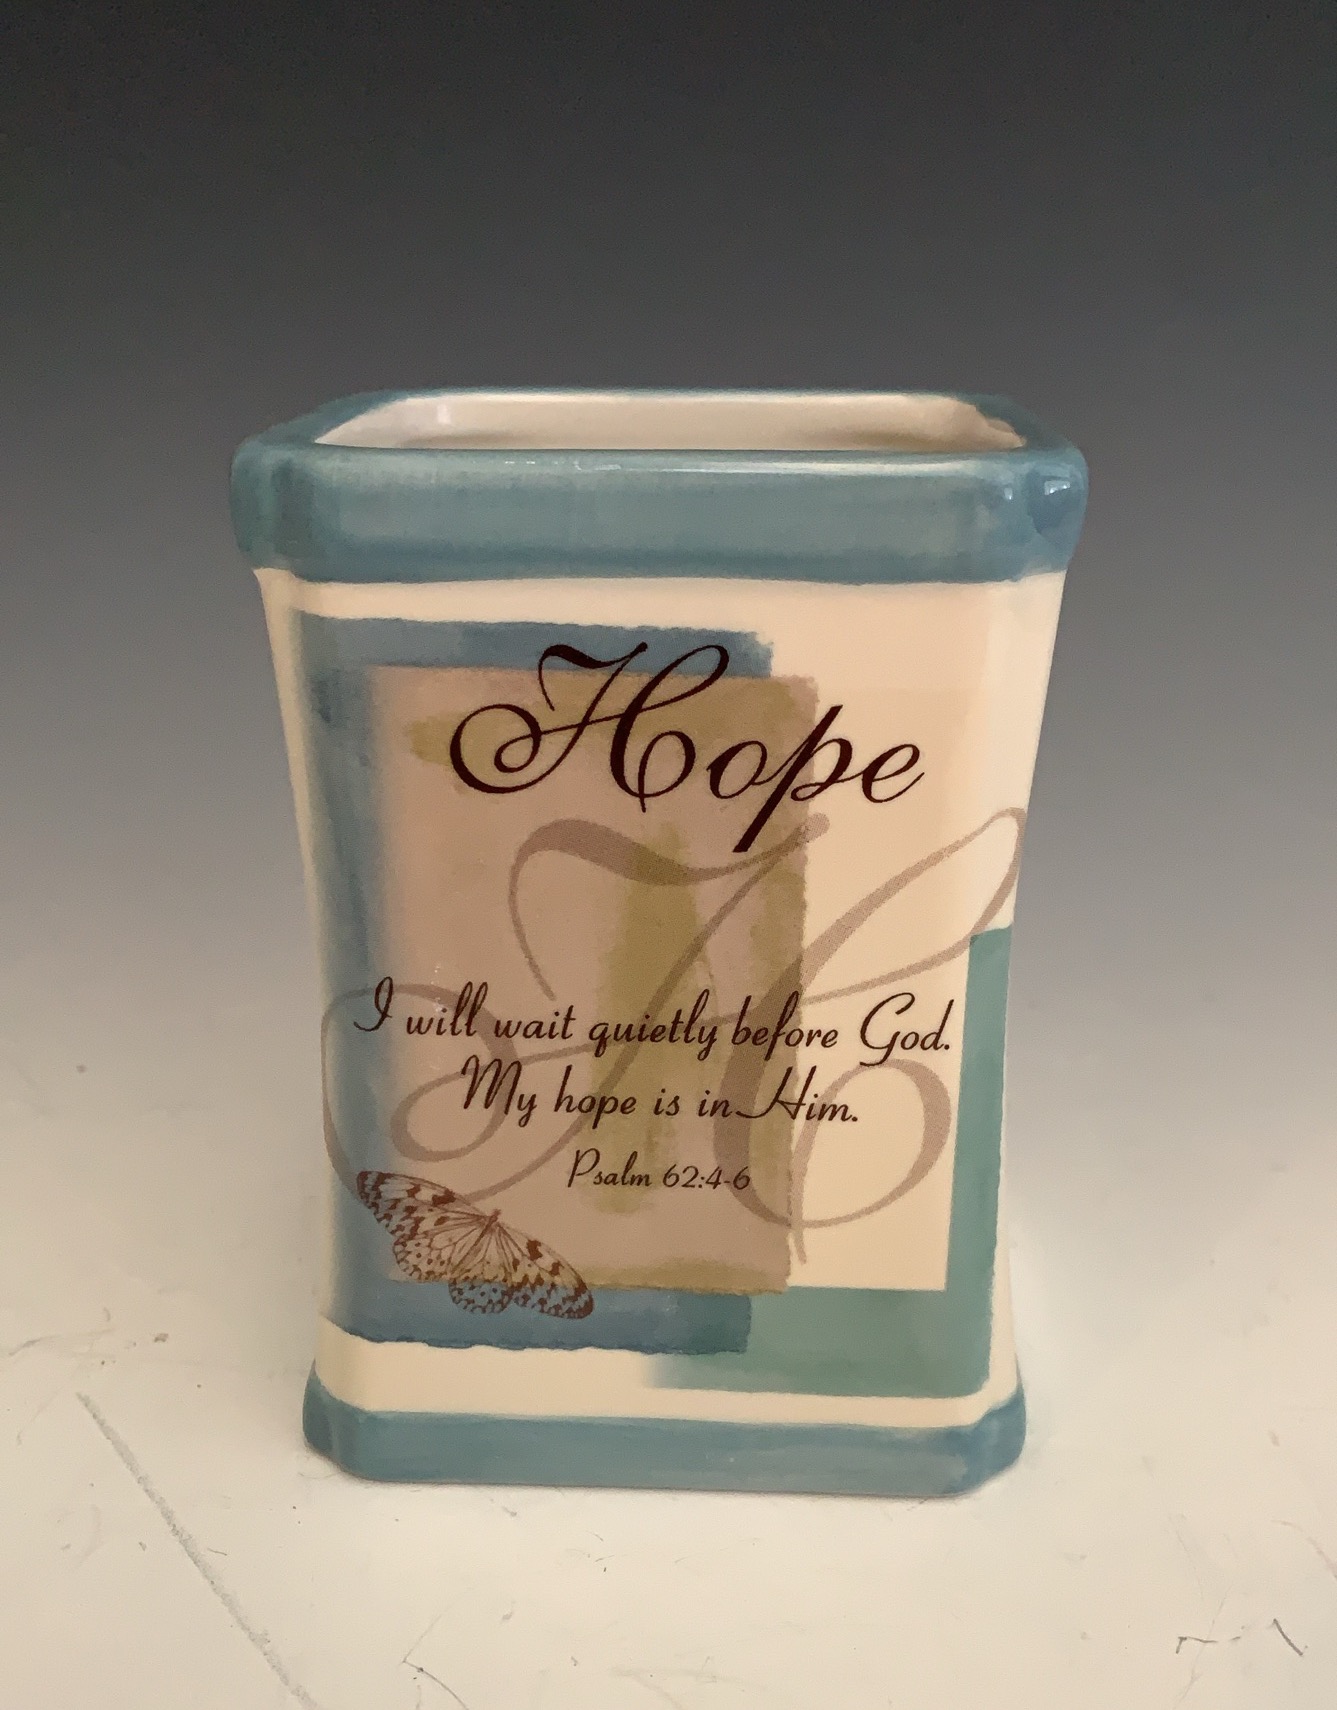 Hope
H
I will wait quietly before God.
My hope is in Him.
Psalm 62:4-6